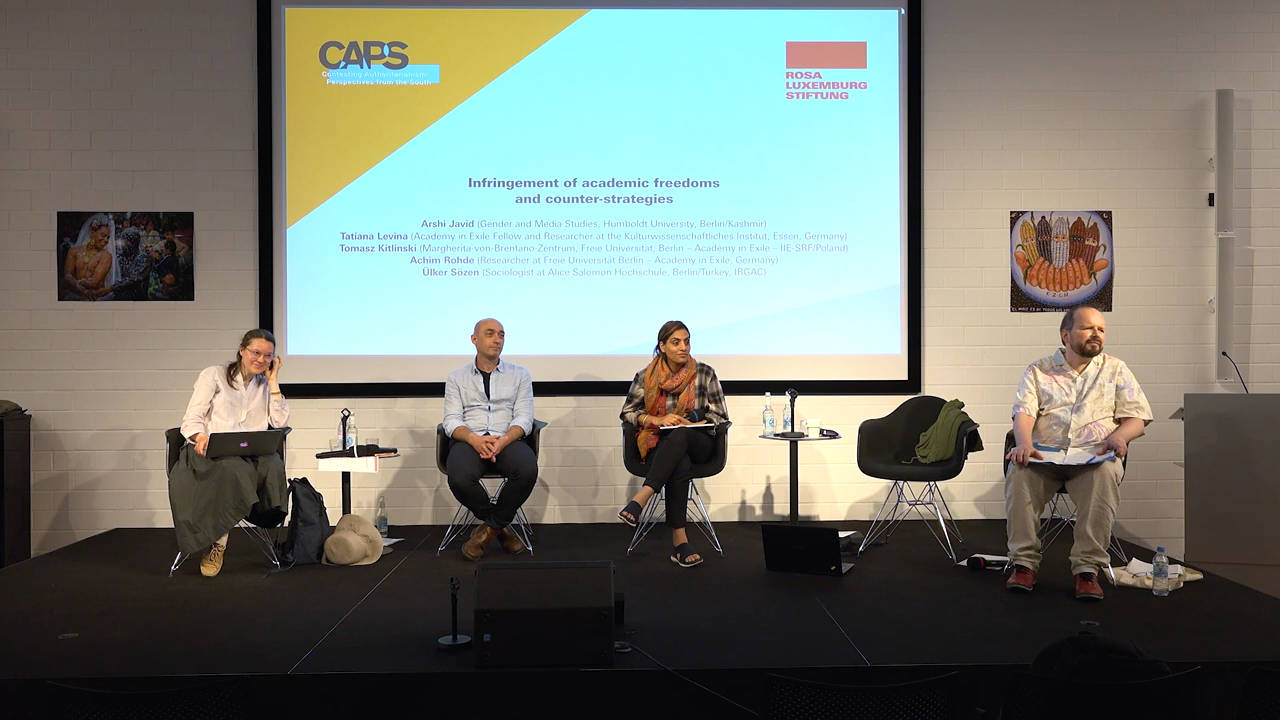 CAPS
Contesting Authoritarianism:
Perspectives from the South
ROSA
LUXEMBURG
STIFTUNG
Infringement of academic freedoms
and counter-strategies
Arshi Javid (Gender and Media Studies, Humboldt University, Berlin/Kashmir)
Tatiana Levina (Academy in Exile Fellow and Researcher at the Kulturwissenschaftliches Institut, Essen, Germany)
Tomasz Kitlinski (Margherita-von-Brentano-Zentrum, Freie Universität, Berlin – Academy in Exile – IIE-SRF/Poland)
Achim Rohde (Researcher at Freie Universität Berlin – Academy in Exile, Germany)
Ülker Sözen (Sociologist at Alice Salomon Hochschule, Berlin/Turkey, IRGAC)